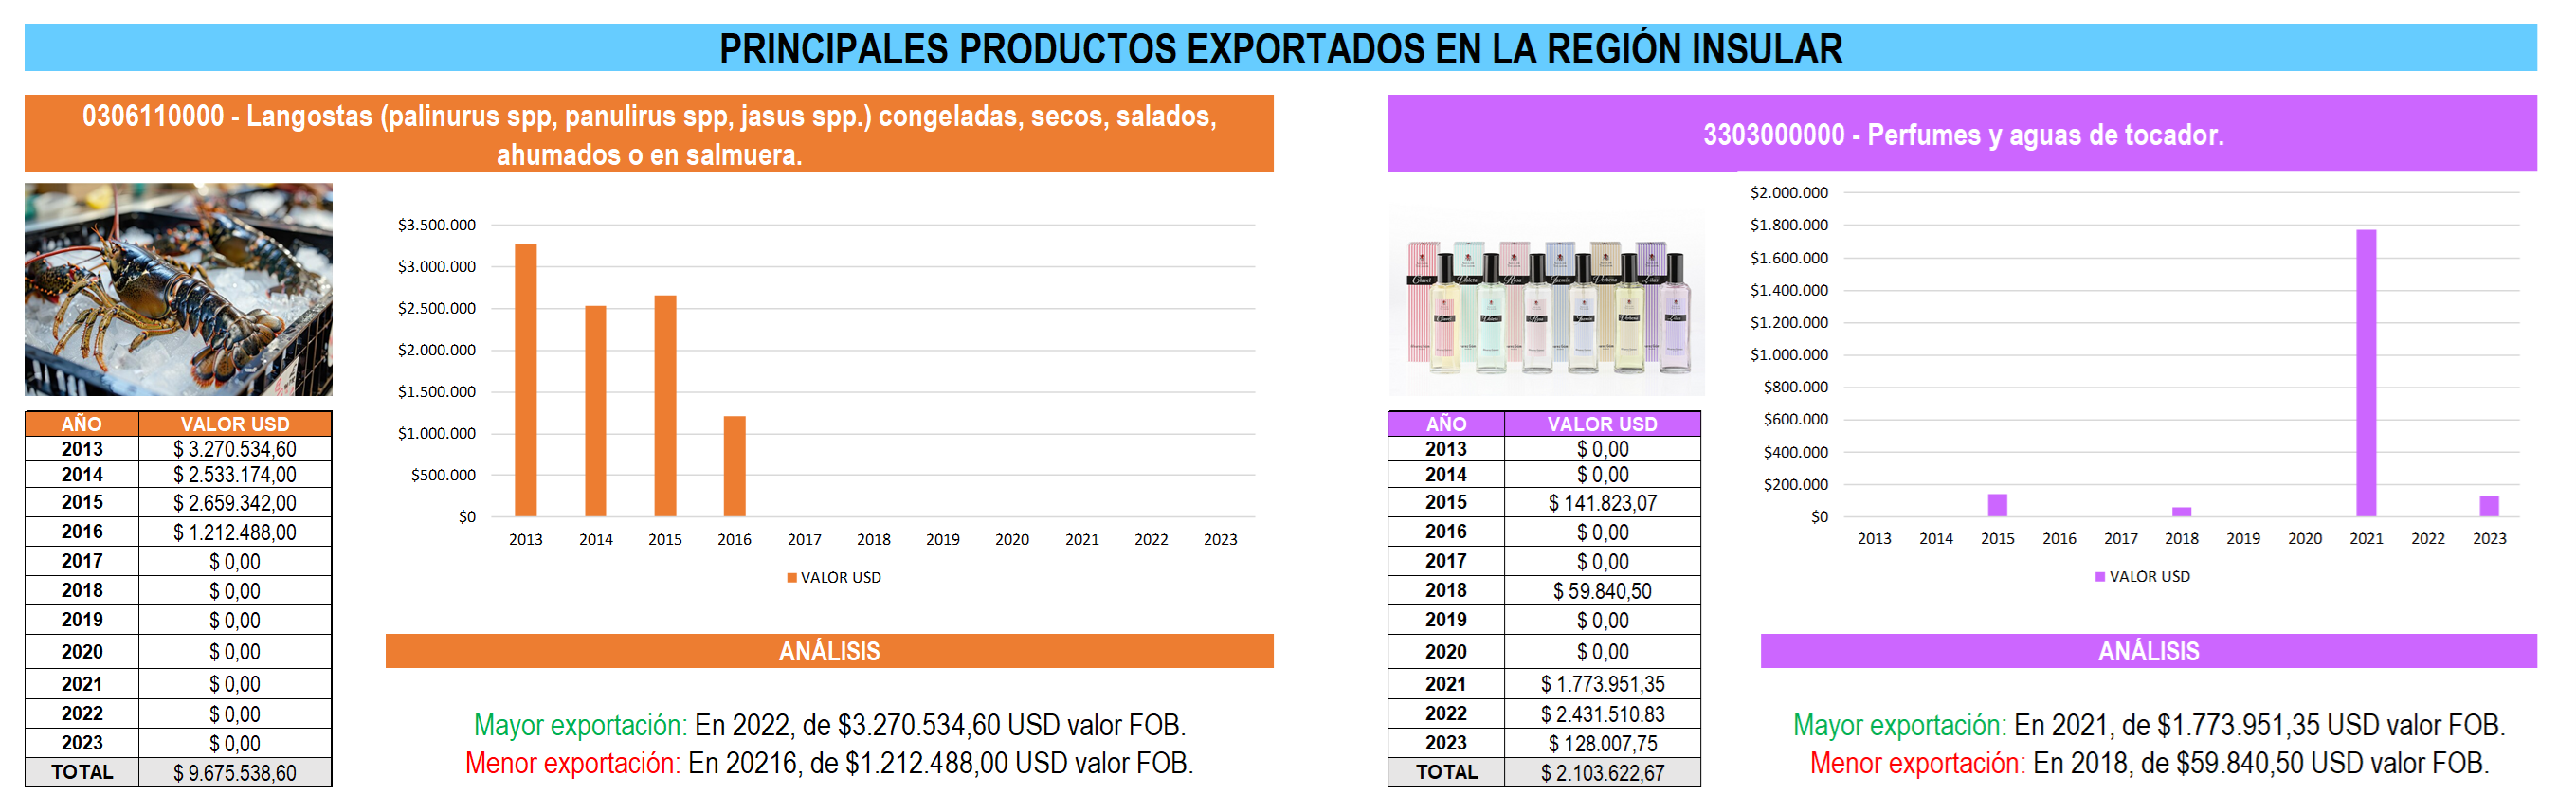 PRINCIPALES PRODUCTOS EXPORTADOS EN LA REGIÓN INSULAR
0306110000 - Langostas (palinurus spp, panulirus spp, jasus spp.) congeladas, secos, salados,
ahumados o en salmuera.
$3.500.000
$3.000.000
$2.500.000
$2.000.000
$1.500.000
$1.000.000
$500.000
$0
2013 2014 2015 2016 2017 2018 2019 2020 2021 2022 2023
VALOR USD
AÑO VALOR USD
2013 $ 3.270.534,60
2014 $ 2.533.174,00
2015 $ 2.659.342,00
2016 $ 1.212.488,00
2017 $ 0,00
2018 $ 0,00
2019 $ 0,00
2020 $ 0,00
2021 $ 0,00
2022 $ 0,00
2023 $ 0,00
TOTAL $ 9.675.538,60
ANÁLISIS
Mayor exportación: En 2022, de $3.270.534,60 USD valor FOB.
Menor exportación: En 20216, de $1.212.488,00 USD valor FOB.
3303000000 - Perfumes y aguas de tocador.
$2.000.000
$1.800.000
$1.600.000
$1.400.000
$1.200.000
$1.000.000
$800.000
$600.000
$400.000
$200.000
$0
2013 2014 2015 2016 2017 2018 2019 2020 2021 2022 2023
VALOR USD
AÑO VALOR USD
2013 $ 0,00
2014 $ 0,00
2015 $ 141.823,07
2016 $ 0,00
2017 $ 0,00
2018 $ 59.840,50
2019 $ 0,00
2020 $ 0,00
2021 $ 1.773.951,35
2022 $ 2.431.510.83
2023 $ 128.007,75
TOTAL $ 2.103.622,67
ANÁLISIS
Mayor exportación: En 2021, de $1.773.951,35 USD valor FOB.
Menor exportación: En 2018, de $59.840,50 USD valor FOB.